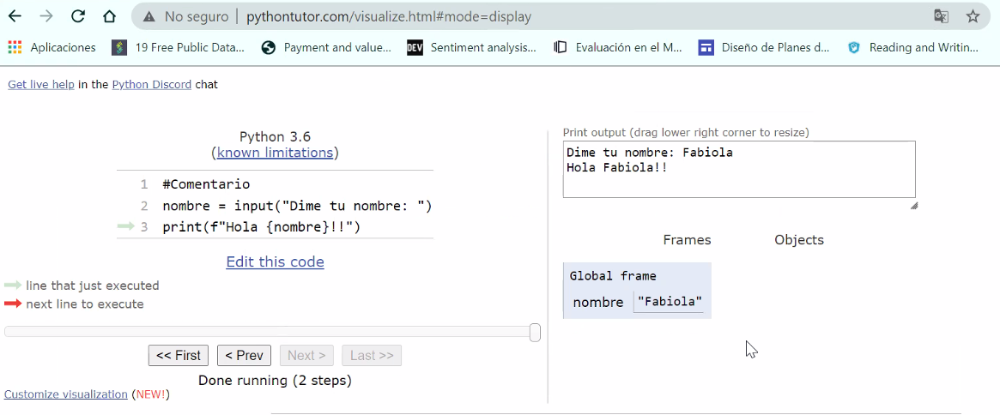 No seguro | pythontutor.com/visualize.html#mode=display
Aplicaciones 19 Free Public Data... Payment and value... DEV Sentiment analysis... Evaluación en el M... Diseño de Planes d... Reading and Writin...
Get live help in the Python Discord chat
Python 3.6
(known limitations)
1 #Comentario
2 nombre = input("Dime tu nombre: ")
3 print(f"Hola {nombre}!!")
Edit this code
line that just executed
next line to execute
<< First < Prev Next > Last >>
Done running (2 steps)
Customize visualization (NEW!)
Print output (drag lower right corner to resize)
Dime tu nombre: Fabiola
Hola Fabiola!!
Frames Objects
Global frame
nombre "Fabiola"